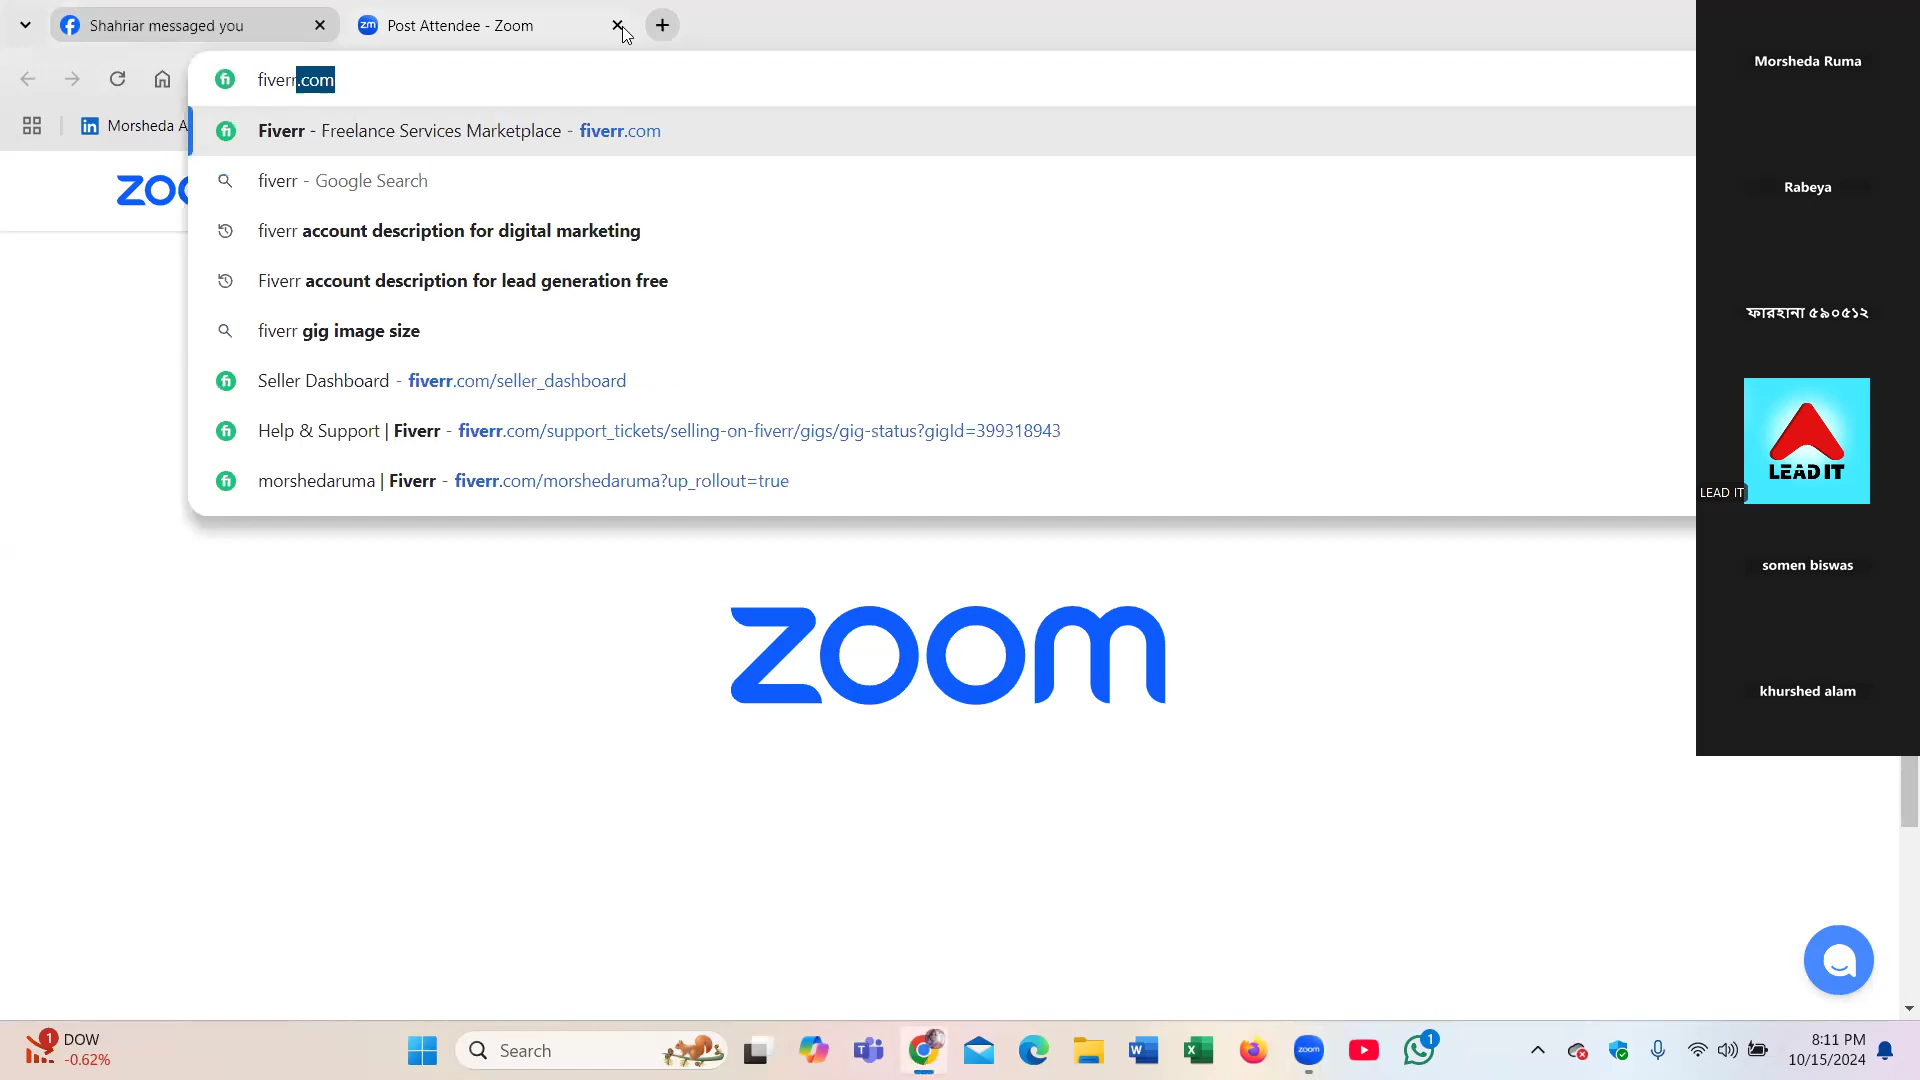 Shahriar messaged you
zm Post Attendee - Zoom
fiverr.com
Morsheda A
Fiverr - Freelance Services Marketplace - fiverr.com
fiverr - Google Search
fiverr account description for digital marketing
Fiverr account description for lead generation free
fiverr gig image size
Seller Dashboard - fiverr.com/seller_dashboard
Help & Support | Fiverr - fiverr.com/support_tickets/selling-on-fiverr/gigs/gig-status?gigId=399318943
morshedaruma | Fiverr - fiverr.com/morshedaruma?up_rollout=true
zoom
Morsheda Ruma
Rabeya
ফারহানা ৫৯০৫১২
LEAD IT
LEAD IT
somen biswas
khurshed alam
1
DOW
-0.62%
Search
zoom
1
8:11 PM
10/15/2024